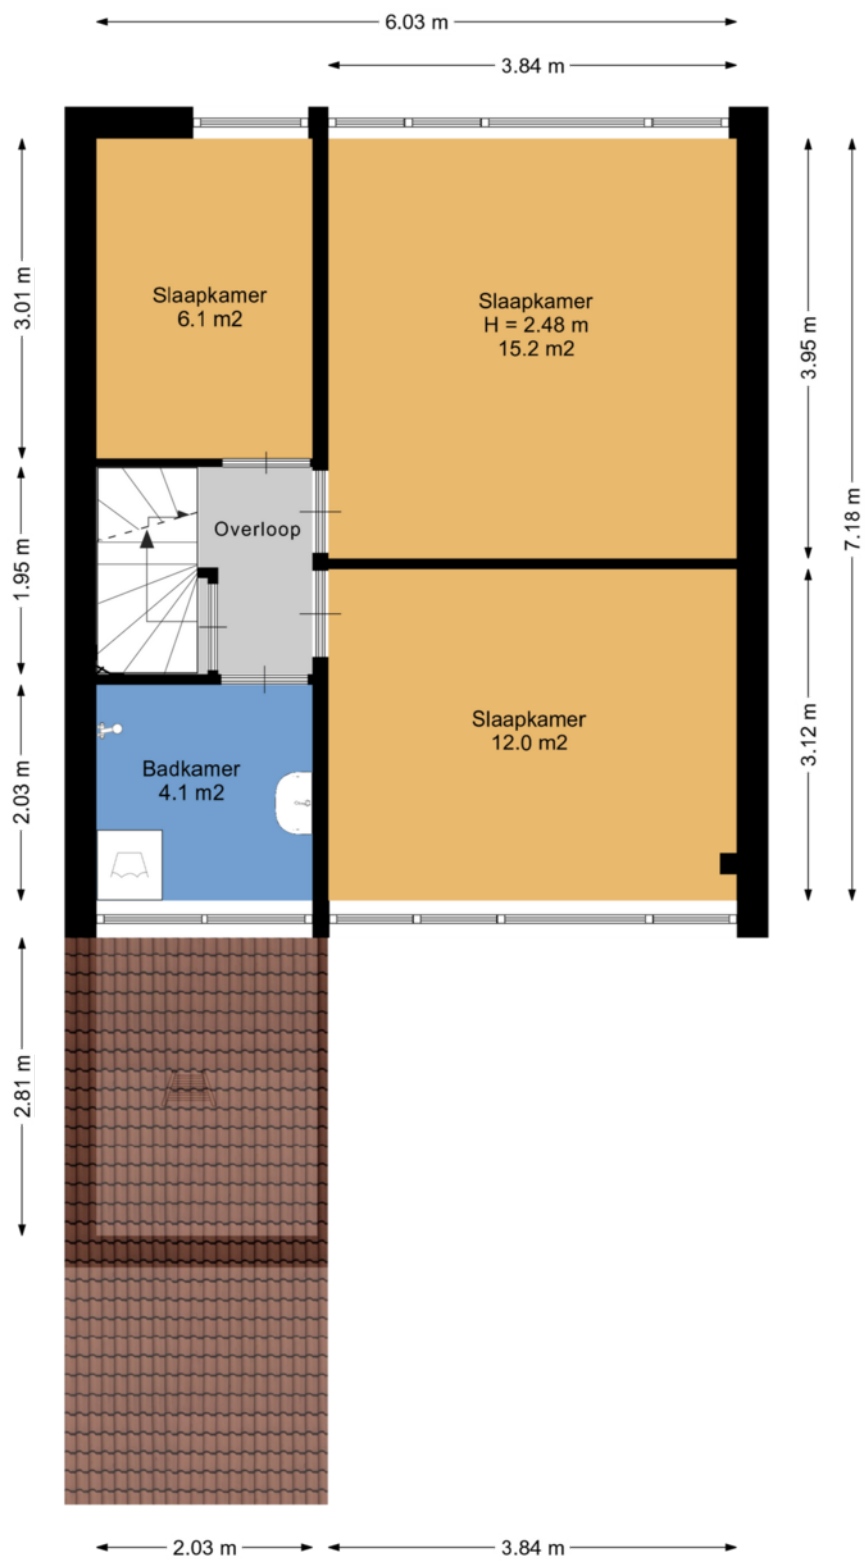 6.03 m
3.84 m
3.01 m
Slaapkamer
6.1 m2
Slaapkamer
H = 2.48 m
15.2 m2
3.95 m
7.18 m
1.95 m
Overloop
Slaapkamer
12.0 m2
3.12 m
2.03 m
Badkamer
4.1 m2
2.81 m
2.03 m
3.84 m